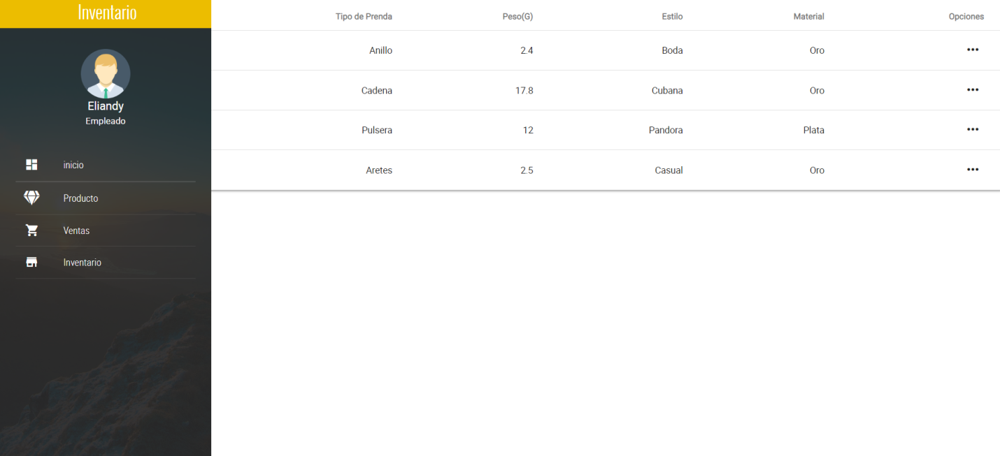 Inventario
Eliandy
Empleado
inicio
Producto
Ventas
Inventario
Tipo de Prenda Peso(G) Estilo Material Opciones
Anillo 2.4 Boda Oro
Cadena 17.8 Cubana Oro
Pulsera 12 Pandora Plata
Aretes 2.5 Casual Oro